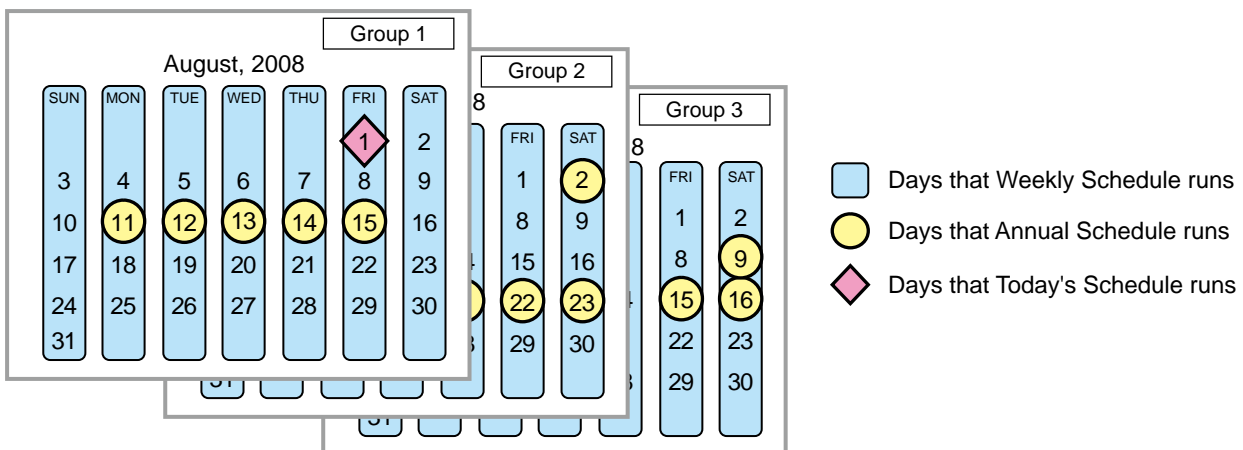 Group 1
August, 2008
SUN MON TUE WED THU FRI SAT
1 2
3 4 5 6 7 8 9
10 11 12 13 14 15 16
17 18 19 20 21 22 23
24 25 26 27 28 29 30
31
Group 2
8
FRI SAT
1 2
8 9
15 16
22 23
29 30
31
Group 3
8
FRI SAT
1 2
8 9
15 16
22 23
29 30
31
Days that Weekly Schedule runs
Days that Annual Schedule runs
Days that Today's Schedule runs